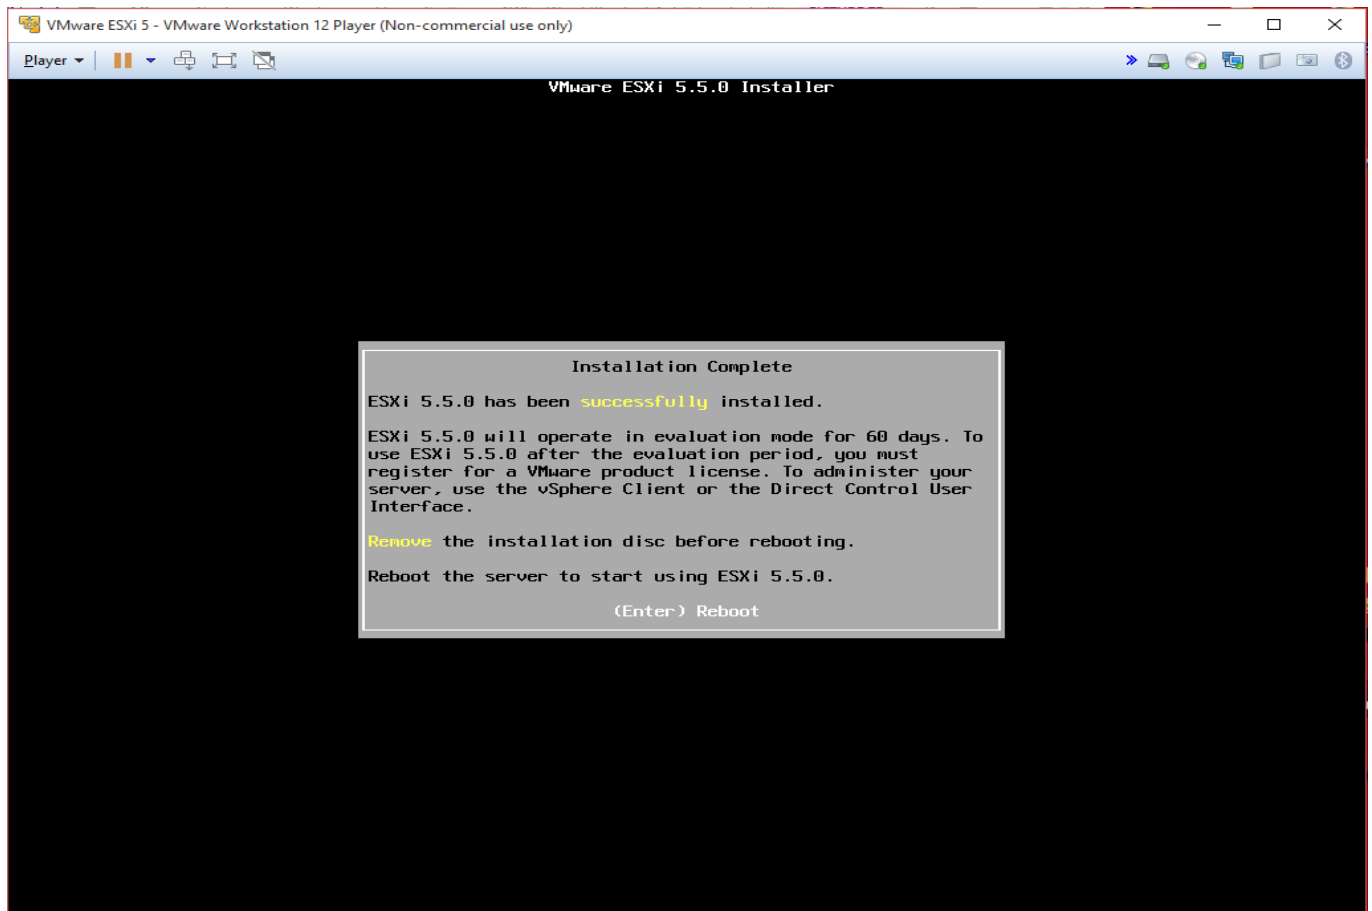 VMware ESXi 5 - VMware Workstation 12 Player (Non-commercial use only)
Player
VMware ESXi 5.5.0 Installer
Installation Complete
ESXi 5.5.0 has been successfully installed.
ESXi 5.5.0 will operate in evaluation mode for 60 days. To
use ESXi 5.5.0 after the evaluation period, you must
register for a VMware product license. To administer your
server, use the vSphere Client or the Direct Control User
Interface.
Remove the installation disc before rebooting.
Reboot the server to start using ESXi 5.5.0.
(Enter) Reboot